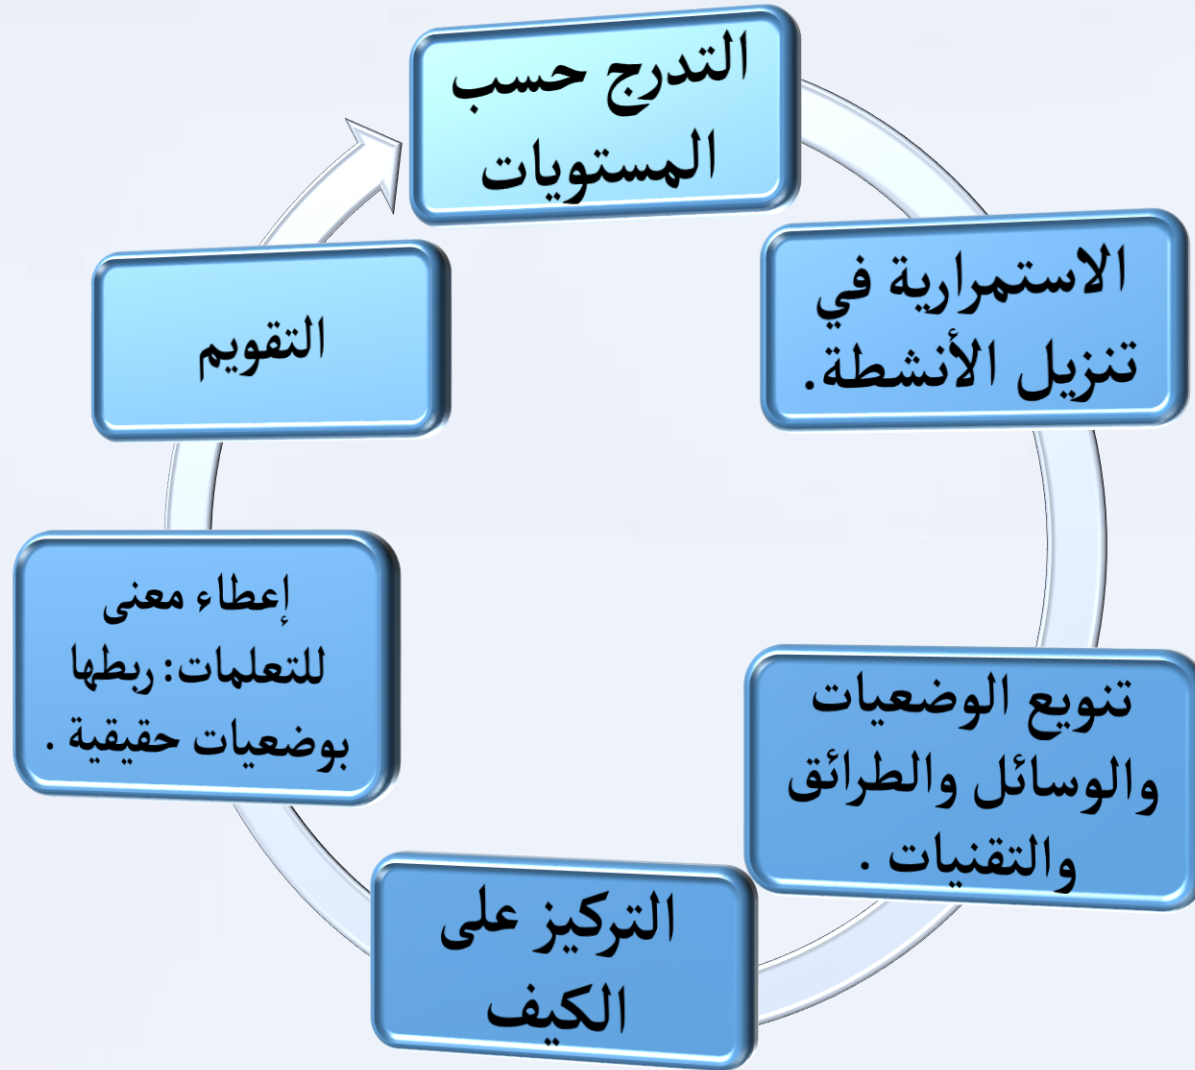 التدرج حسب
المستويات
الاستمرارية في
تنزيل الأنشطة.
تنويع الوضعيات
والوسائل والطرائق
والتقنيات .
التركيز على
الكيف
إعطاء معنى
للتعلمات: ربطها
بوضعيات حقيقية .
التقويم